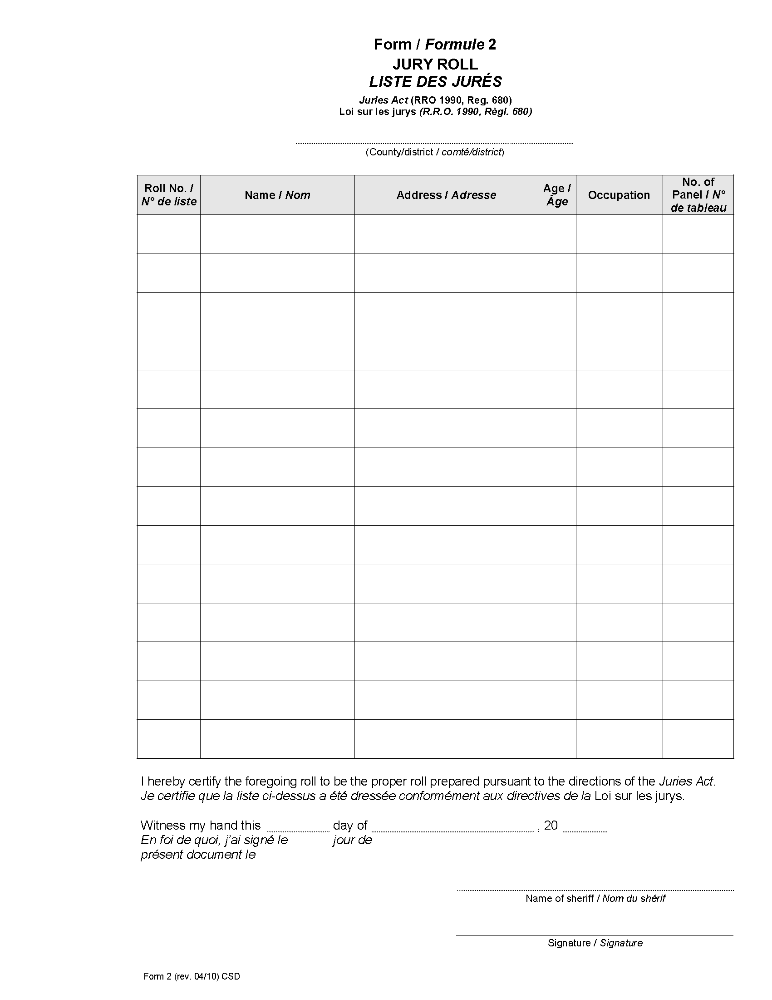 Form / Formule 2
JURY ROLL
LISTE DES JURÉS
Juries Act (RRO 1990, Reg. 680)
Loi sur les jurys (R.R.O. 1990, Règl. 680)
(County/district / comté/district)
Roll No. /
N° de liste
Name / Nom
Address / Adresse
Age /
Âge
Occupation
No. of
Panel / N°
de tableau
I hereby certify the foregoing roll to be the proper roll prepared pursuant to the directions of the Juries Act.
Je certifie que la liste ci-dessus a été dressée conformément aux directives de la Loi sur les jurys.
Witness my hand this day of , 20
En foi de quoi, j'ai signé le jour de
présent document le
Name of sheriff / Nom du shérif
Signature / Signature
Form 2 (rev. 04/10) CSD